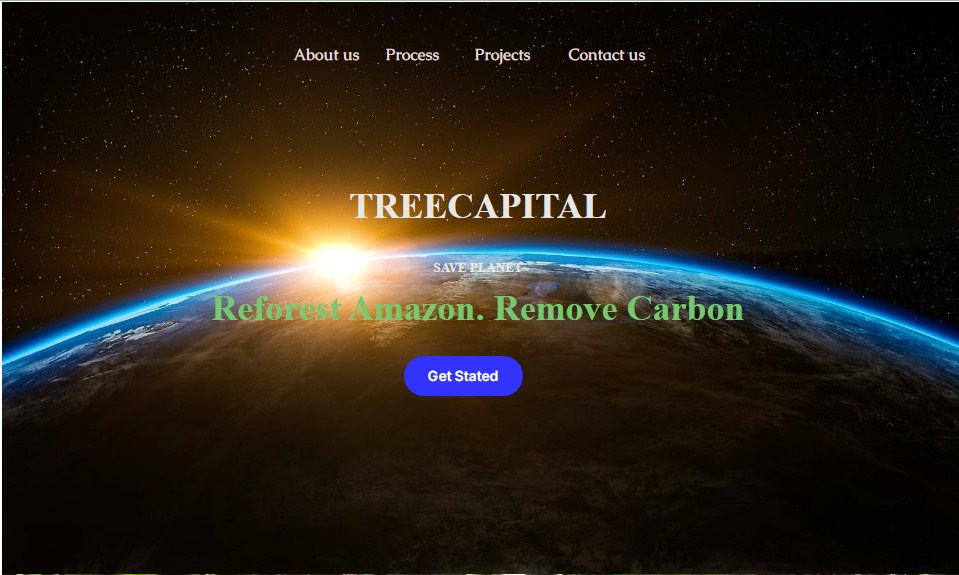 About us Process Projects Contact us
TREECAPITAL
SAVE PLANET
Reforest Amazon. Remove Carbon
Get Stated